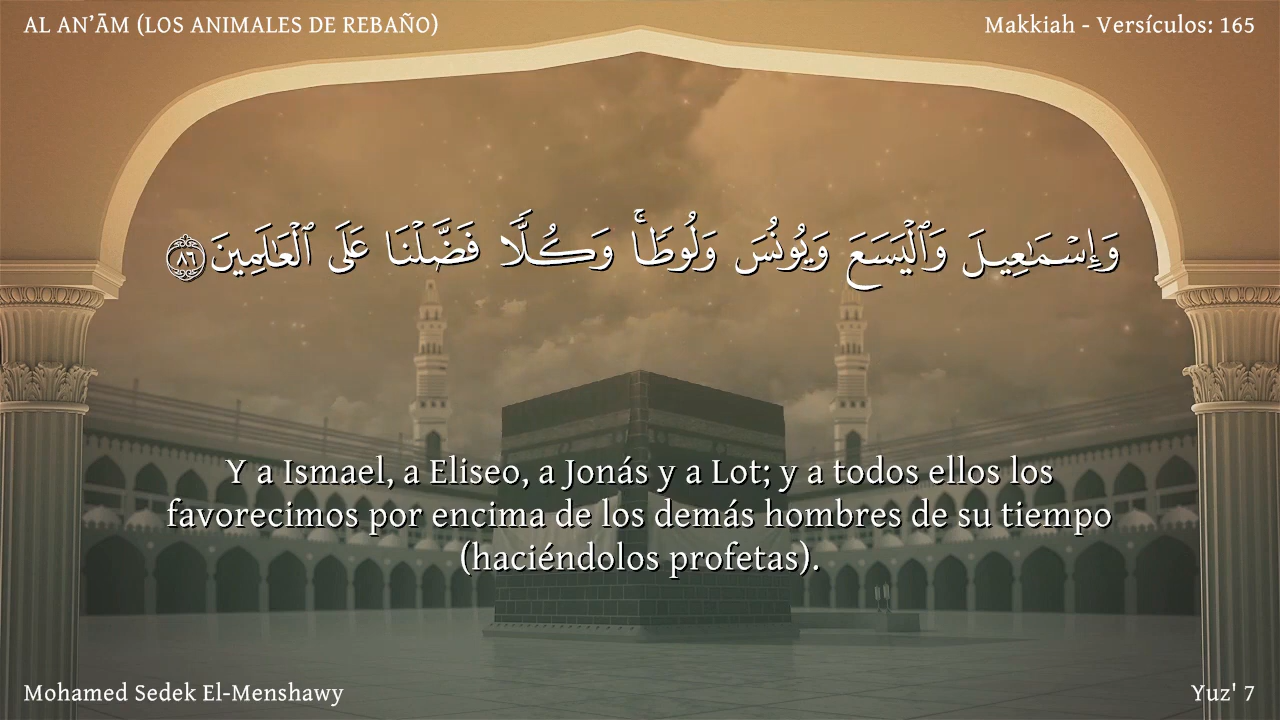 AL AN’ĀM (LOS ANIMALES DE REBAÑO)
Makkiah - Versículos: 165
وَإِسْمَـٰعِيلَ وَٱلْيَسَعَ وَيُونُسَ وَلُوطًۭا ۚ وَكُلًّۭا فَضَّلْنَا عَلَى ٱلْعَـٰلَمِينَ ٨٦
Y a Ismael, a Eliseo, a Jonás y a Lot; y a todos ellos los
favorecimos por encima de los demás hombres de su tiempo
(haciéndolos profetas).
Mohamed Sedek El-Menshawy
Yuz' 7